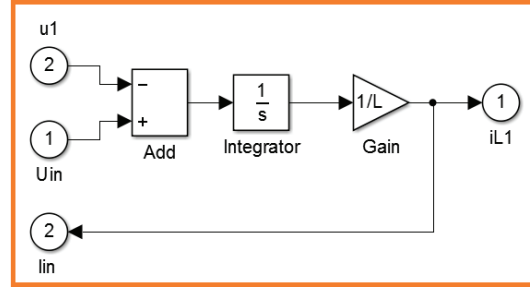 u1
2
−
+
Add
1
s
Integrator
1/L
Gain
1
iL1
1
Uin
2
Iin